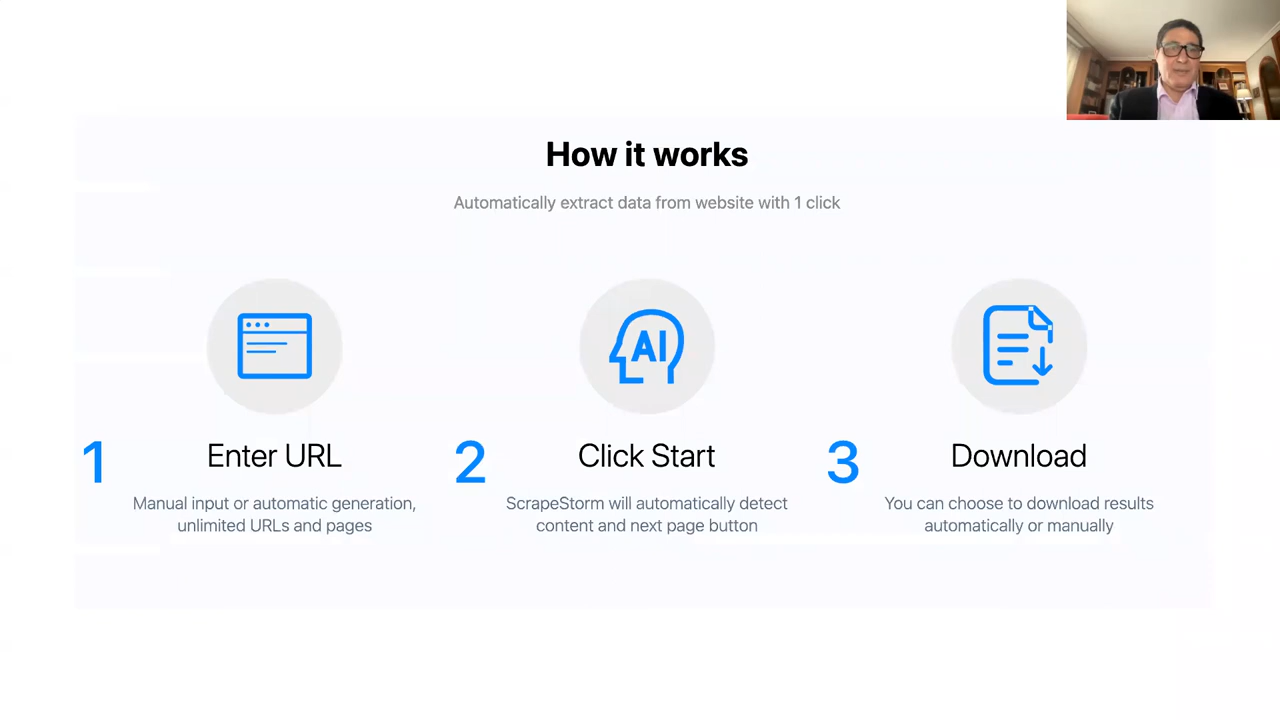 How it works
Automatically extract data from website with 1 click
AI
1 Enter URL
Manual input or automatic generation,
unlimited URLs and pages
2 Click Start
ScrapeStorm will automatically detect
content and next page button
3 Download
You can choose to download results
automatically or manually